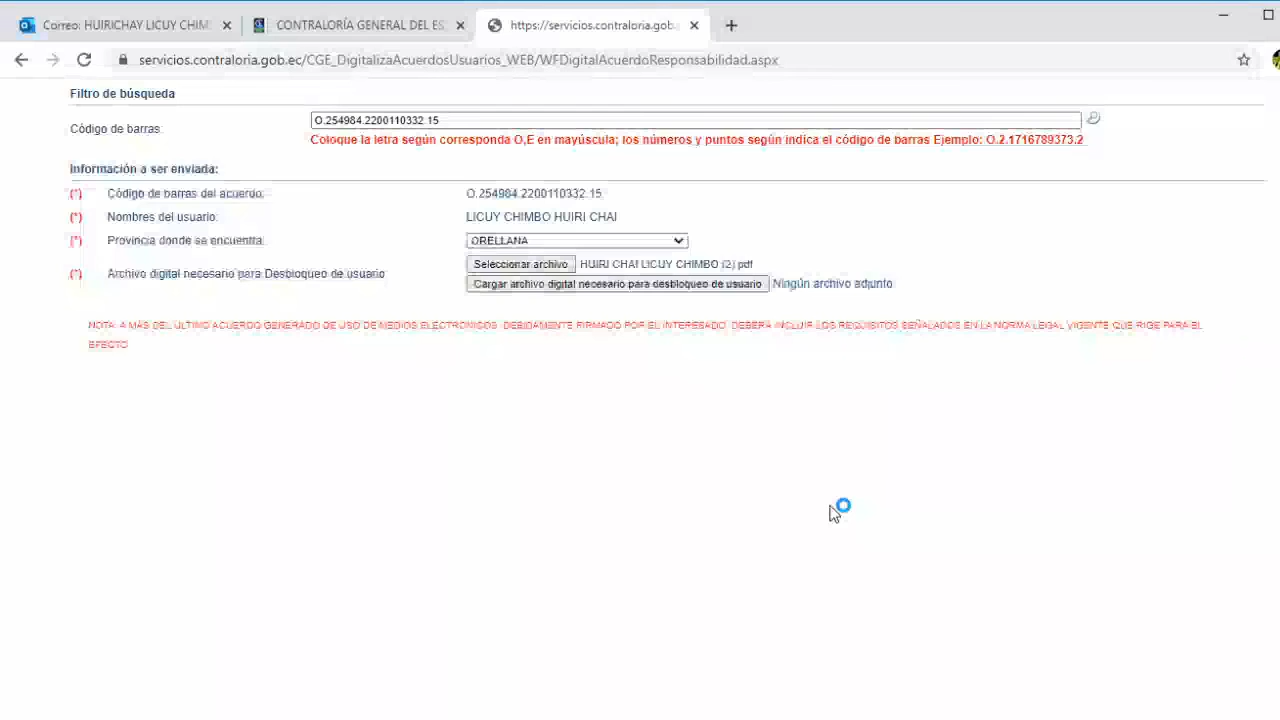 Correo: HUIRICHAY LICUY CHIM
CONTRALORÍA GENERAL DEL ES
https://servicios.contraloria.gob.
servicios.contraloria.gob.ec/CGE_DigitalizaAcuerdosUsuarios_WEB/WFDigitalAcuerdoResponsabilidad.aspx
Filtro de búsqueda
Código de barras:
O.254984.2200110332.15
Coloque la letra según corresponda O,E en mayúscula; los números y puntos según indica el código de barras Ejemplo: O.2.1716789373.2
Información a ser enviada:
(*) Código de barras del acuerdo: O.254984.2200110332.15
(*) Nombres del usuario: LICUY CHIMBO HUIRI CHAI
(*) Provincia donde se encuentra: ORELLANA
Seleccionar archivo HUIRI CHAI LICUY CHIMBO (2).pdf
(*) Archivo digital necesario para Desbloqueo de usuario
Cargar archivo digital necesario para desbloqueo de usuario Ningún archivo adjunto
NOTA: A MÁS DEL ÚLTIMO ACUERDO GENERADO DE USO DE MEDIOS ELECTRÓNICOS, DEBIDAMENTE FIRMADO POR EL INTERESADO, DEBERÁ INCLUIR LOS REQUISITOS SEÑALADOS EN LA NORMA LEGAL VIGENTE QUE RIGE PARA EL
EFECTO